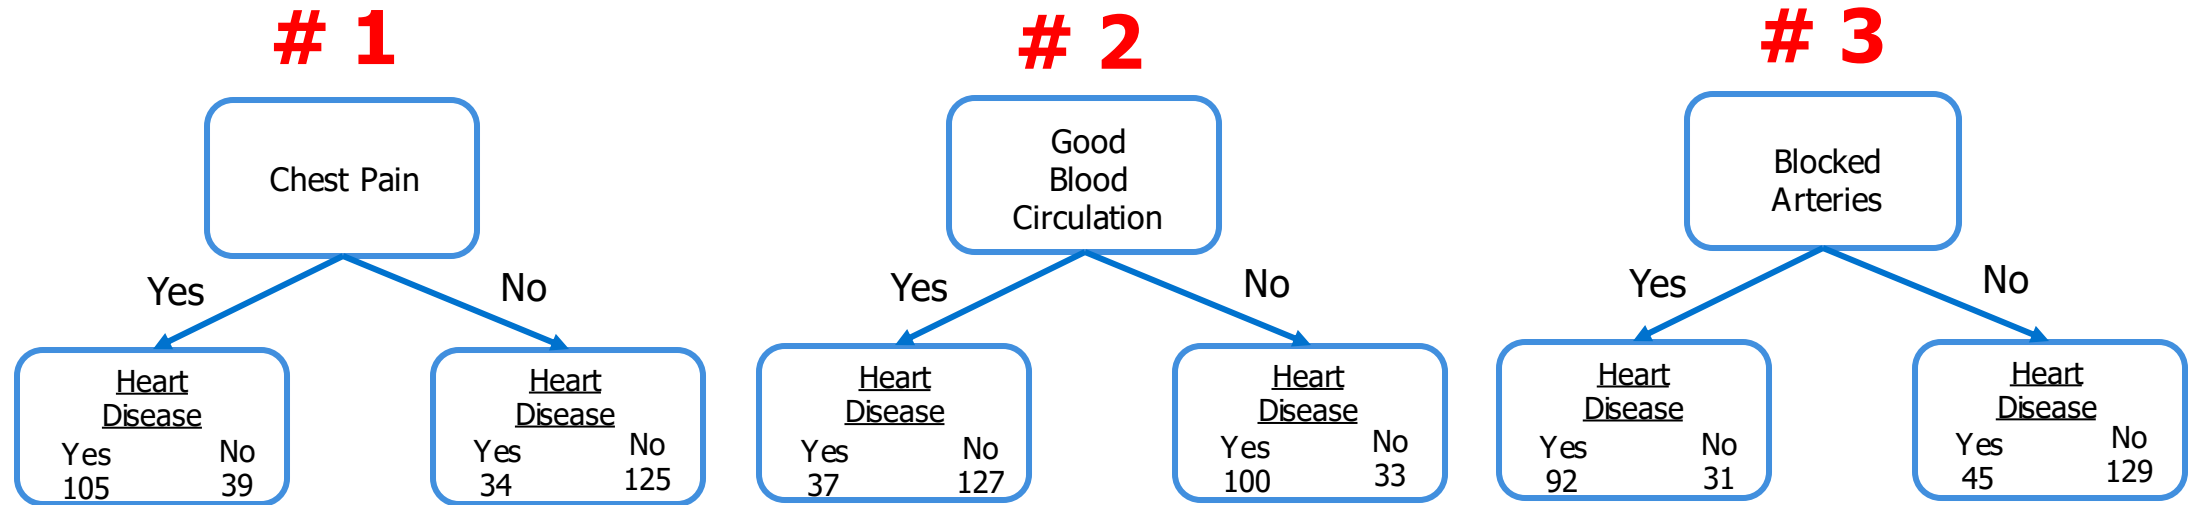 # 1
Chest Pain
Yes
No
Heart
Disease
Yes No
105 39
Heart
Disease
Yes No
34 125
# 2
Good
Blood
Circulation
Yes
No
Heart
Disease
Yes No
37 127
Heart
Disease
Yes No
100 33
# 3
Blocked
Arteries
Yes
No
Heart
Disease
Yes No
92 31
Heart
Disease
Yes No
45 129